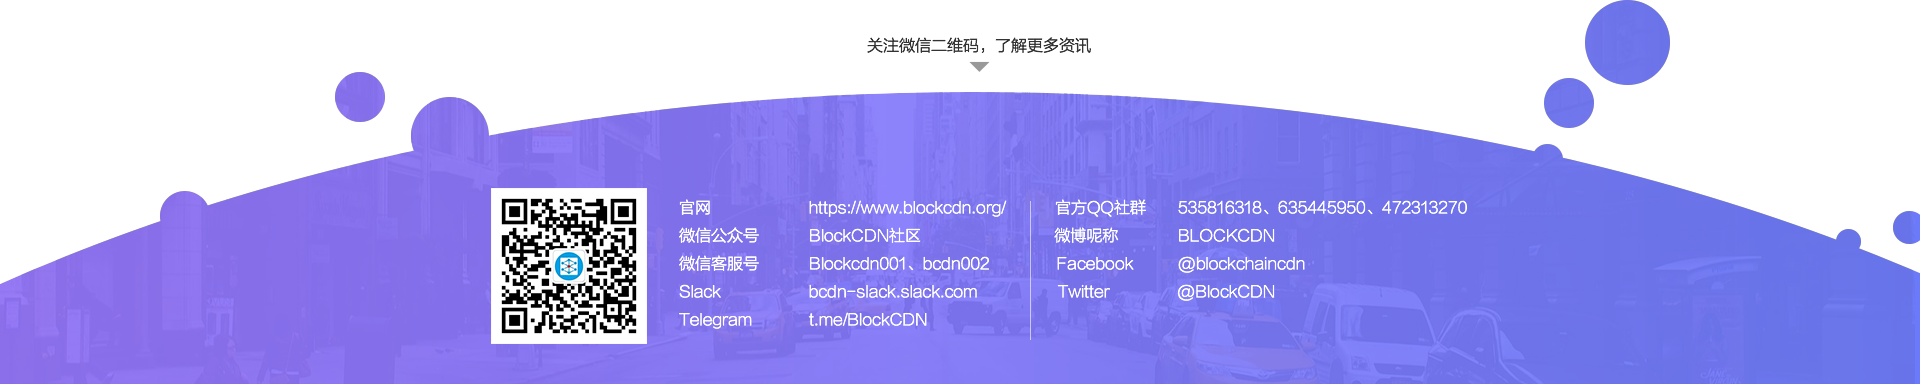 关注微信二维码，了解更多资讯
官网 https://www.blockcdn.org/
微信公众号 BlockCDN社区
微信客服号 Blockcdn001、bcdn002
Slack bcdn-slack.slack.com
Telegram t.me/BlockCDN
官方QQ社群 535816318、635445950、472313270
微博昵称 BLOCKCDN
Facebook @blockchaincdn
Twitter @BlockCDN